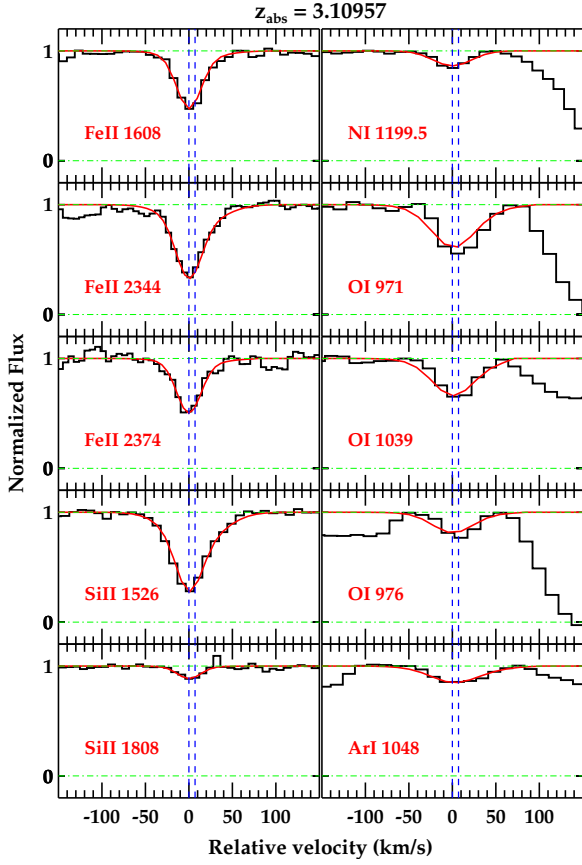 z_abs = 3.10957
1
0
FeII 1608
NI 1199.5
1
0
FeII 2344
OI 971
1
0
FeII 2374
OI 1039
1
0
SiII 1526
OI 976
1
0
SiII 1808
ArI 1048
Normalized Flux
-100 -50 0 50 100
-100 -50 0 50 100
Relative velocity (km/s)